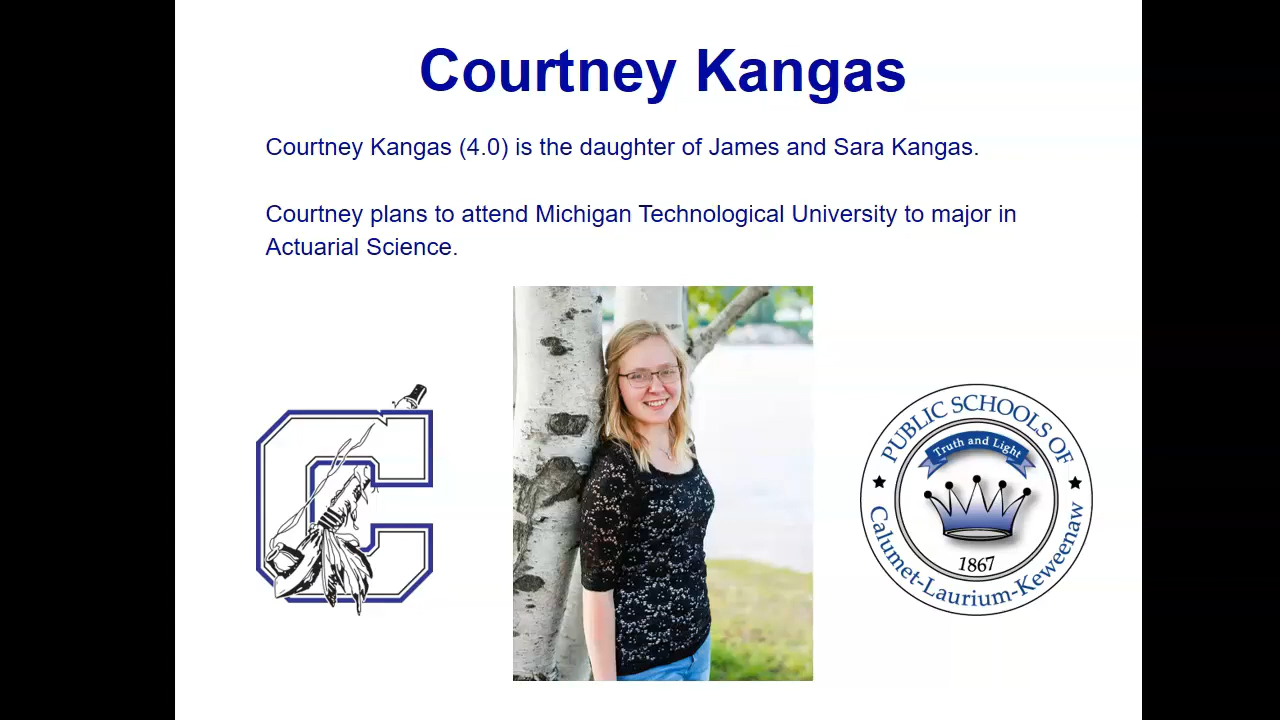 Courtney Kangas
Courtney Kangas (4.0) is the daughter of James and Sara Kangas.
Courtney plans to attend Michigan Technological University to major in
Actuarial Science.
C
PUBLIC SCHOOLS OF
Truth and Light
1867
Calumet-Laurium-Keweenaw